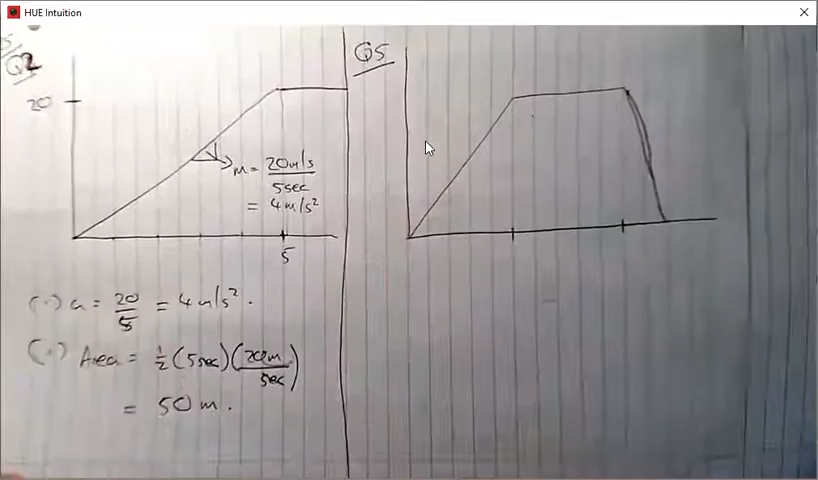 HUE Intuition
Q2
20
m = 20m/s
5sec
= 4m/s²
5
(i) a = 20
5
= 4m/s².
(ii) Area = ½(5sec)(20m
sec)
= 50m.
Q5